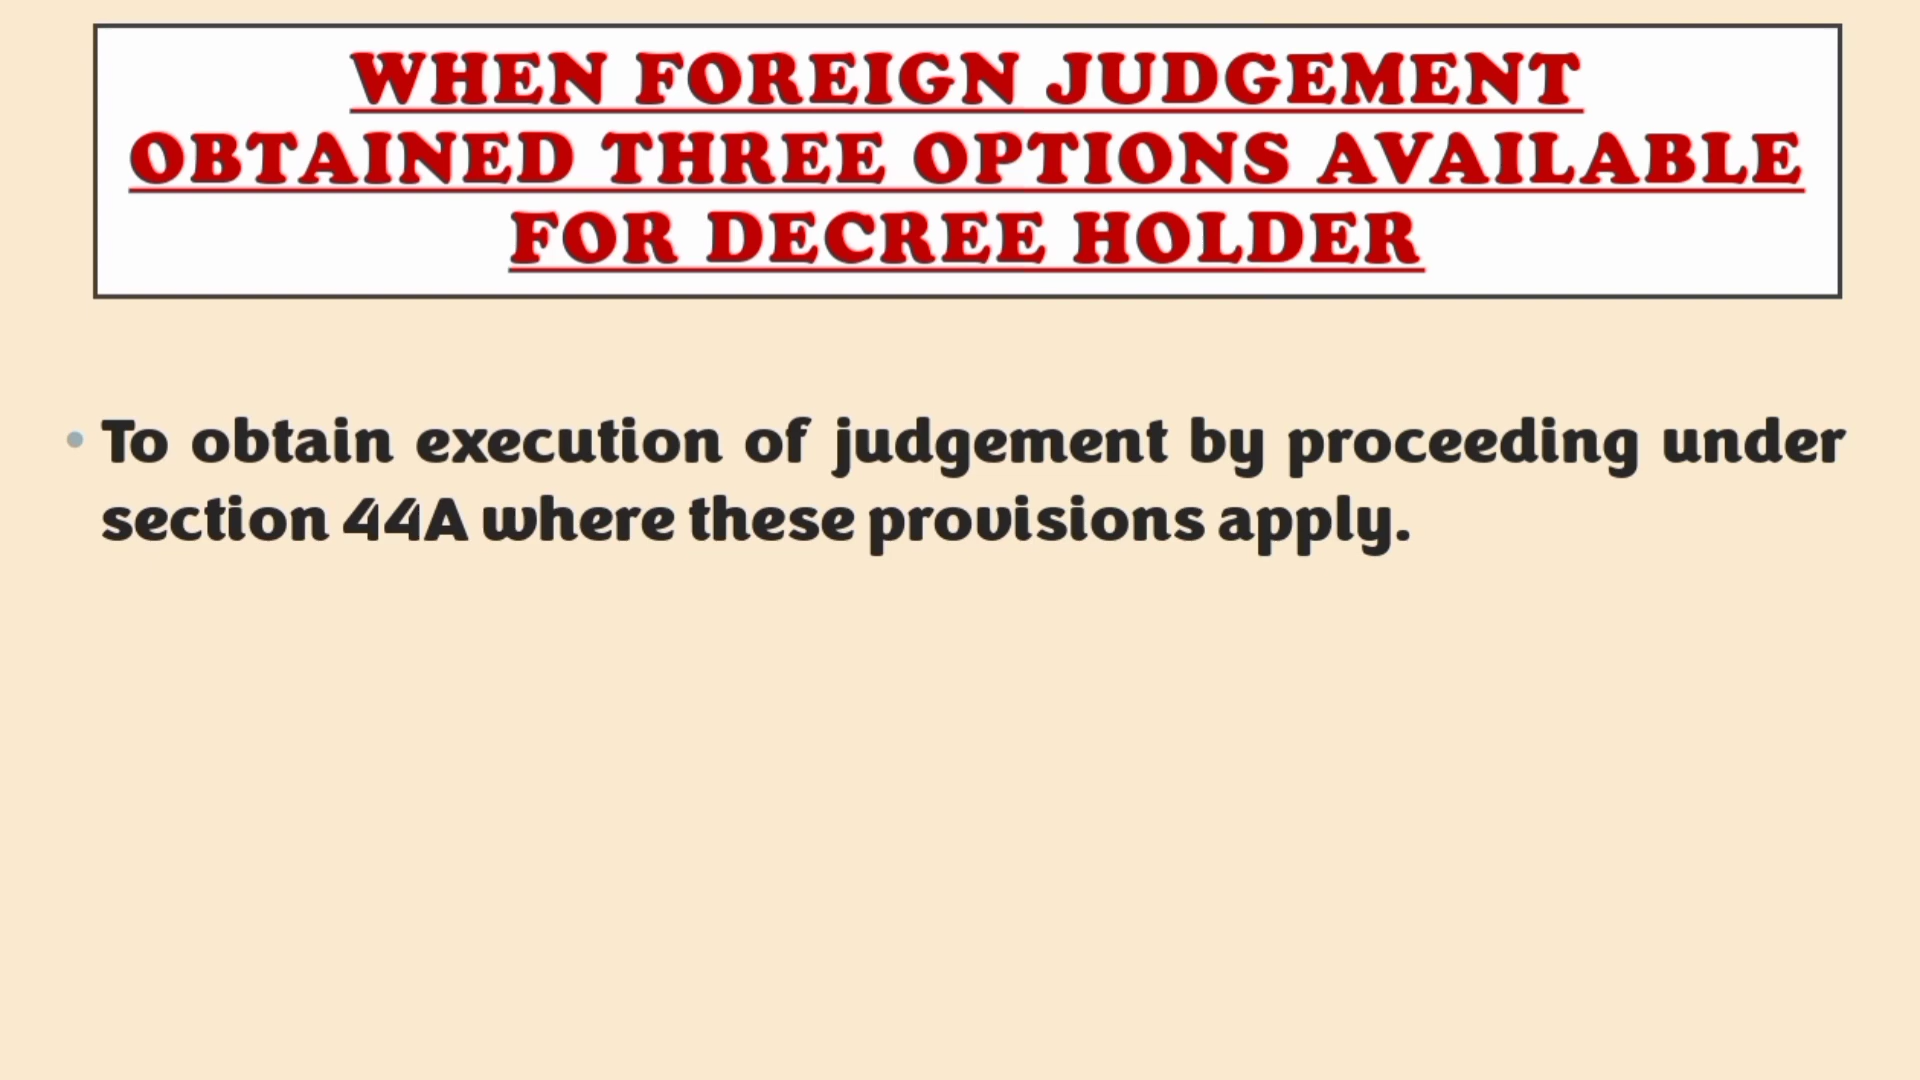 WHEN FOREIGN JUDGEMENT
OBTAINED THREE OPTIONS AVAILABLE
FOR DECREE HOLDER
• To obtain execution of judgement by proceeding under
section 44A where these provisions apply.